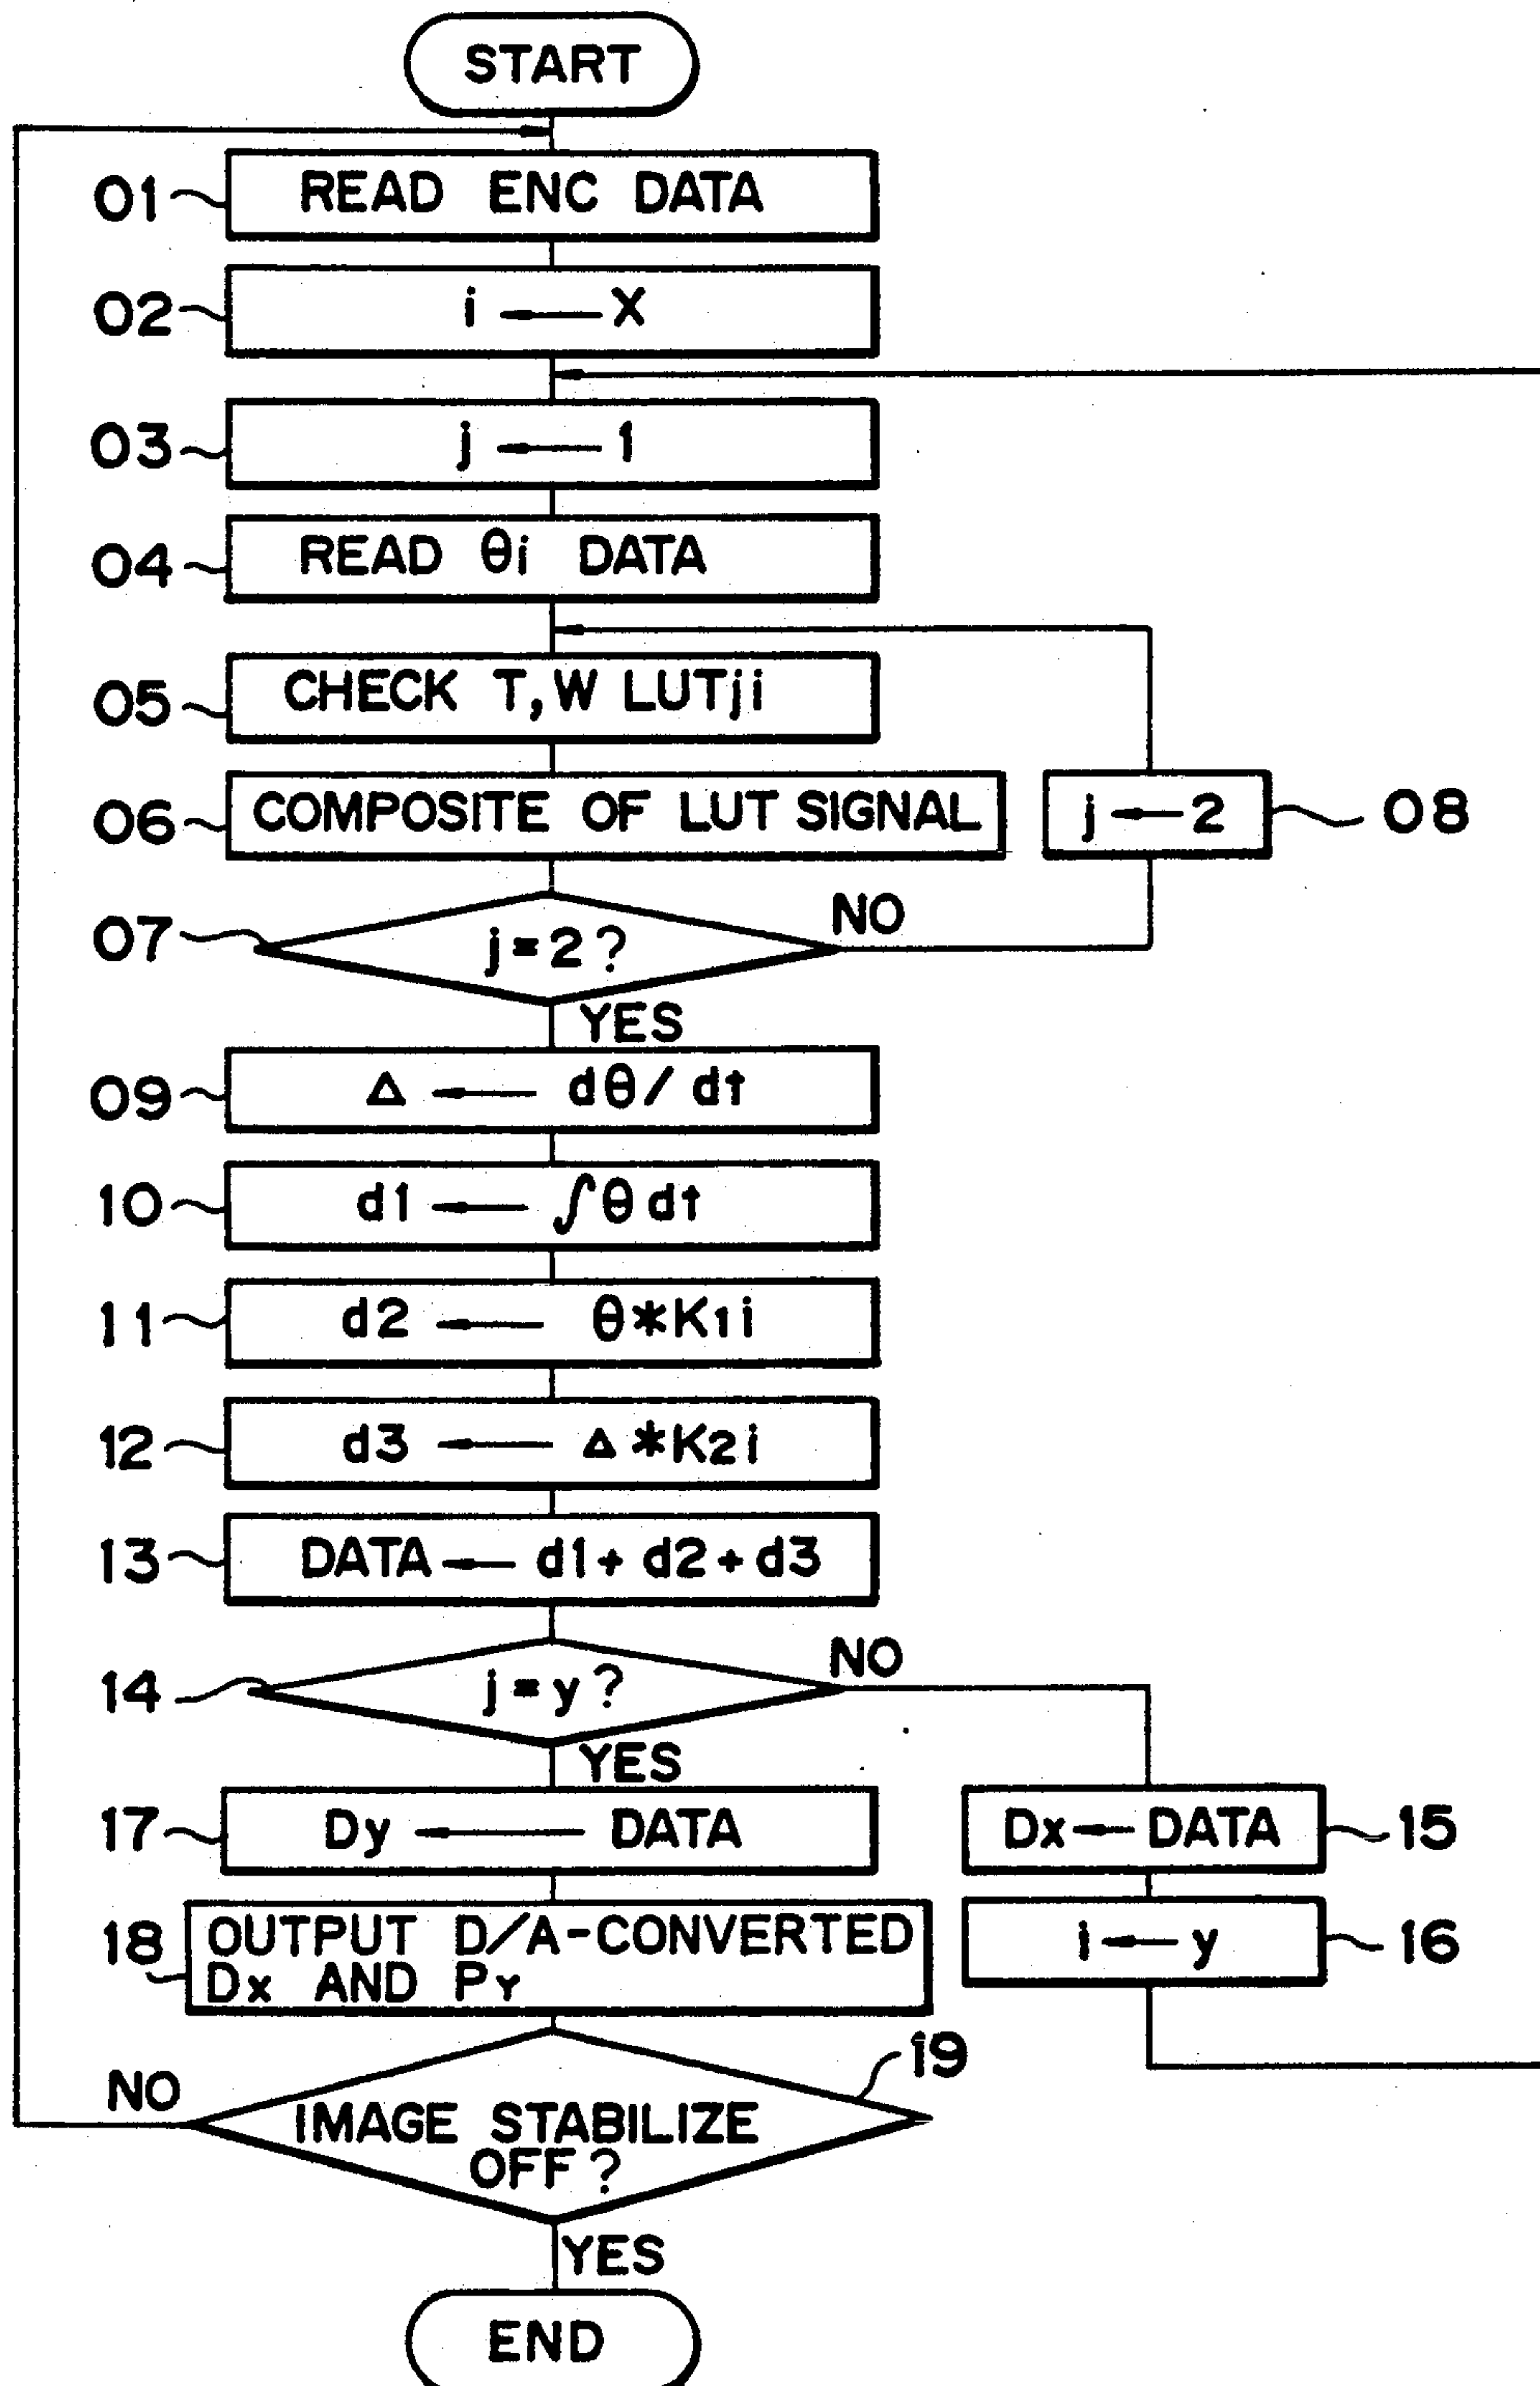 START
01 READ ENC DATA
02 i ← X
03 j ← 1
04 READ θi DATA
05 CHECK T, W LUTji
06 COMPOSITE OF LUT SIGNAL
j ← 2 08
07 j = 2 ?
NO
YES
09 Δ ← dθ/dt
10 d1 ← ∫θdt
11 d2 ← θ*K1i
12 d3 ← Δ*K2i
13 DATA ← d1 + d2 + d3
14 j = y ?
NO
YES
17 Dy ← DATA
Dx ← DATA 15
18 OUTPUT D/A-CONVERTED
Dx AND PY
i ← y 16
19
NO
IMAGE STABILIZE
OFF ?
YES
END